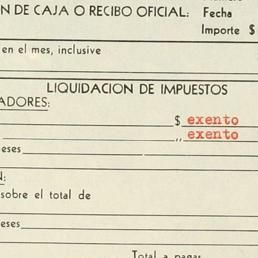 N DE CAJA O RECIBO OFICIAL:
Fecha
Importe $
en el mes, inclusive
LIQUIDACION DE IMPUESTOS
ADORES:
$ exento
,, exento
eses
N:
sobre el total de
eses
Total a pagar